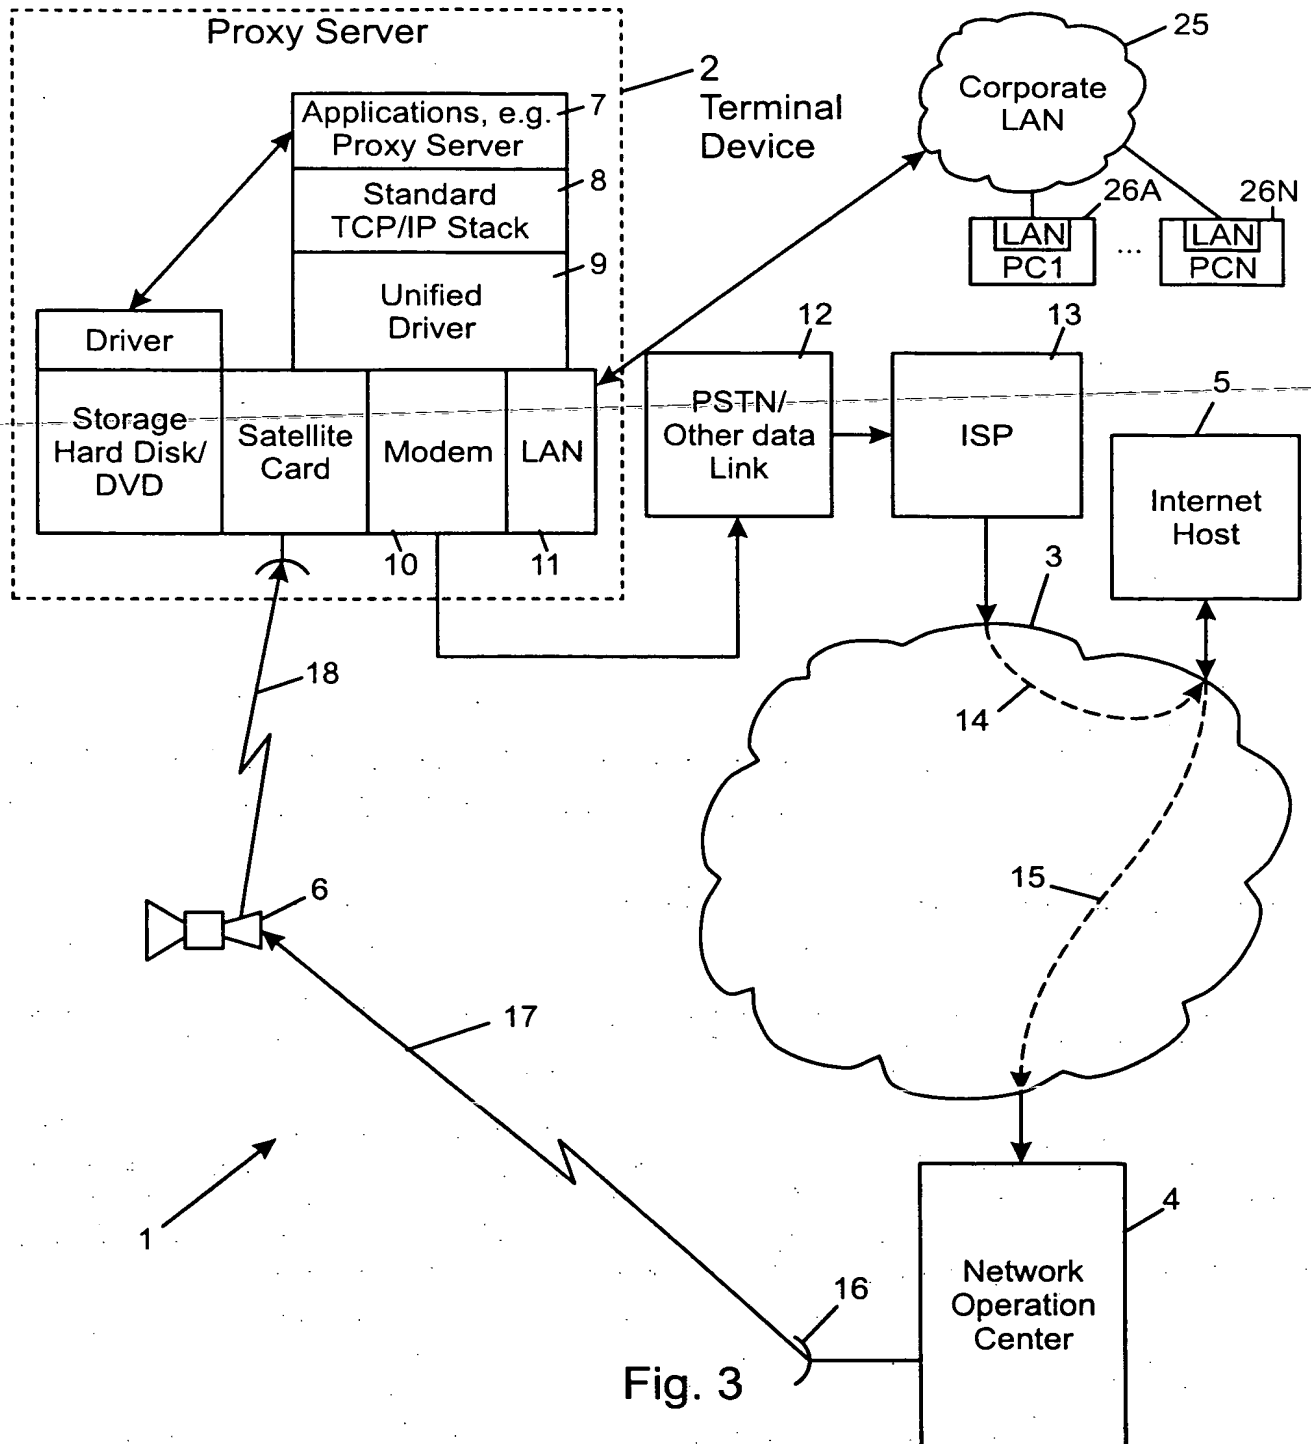 Proxy Server
2
Terminal
Device
Applications, e.g.
Proxy Server
7
Standard
TCP/IP Stack
8
Unified
Driver
9
Driver
Storage
Hard Disk/
DVD
Satellite
Card
Modem
LAN
10
11
25
Corporate
LAN
26A
26N
LAN
PC1
...
LAN
PCN
12
PSTN/
Other data
Link
13
ISP
5
Internet
Host
3
14
15
18
6
17
1
16
4
Network
Operation
Center
Fig. 3